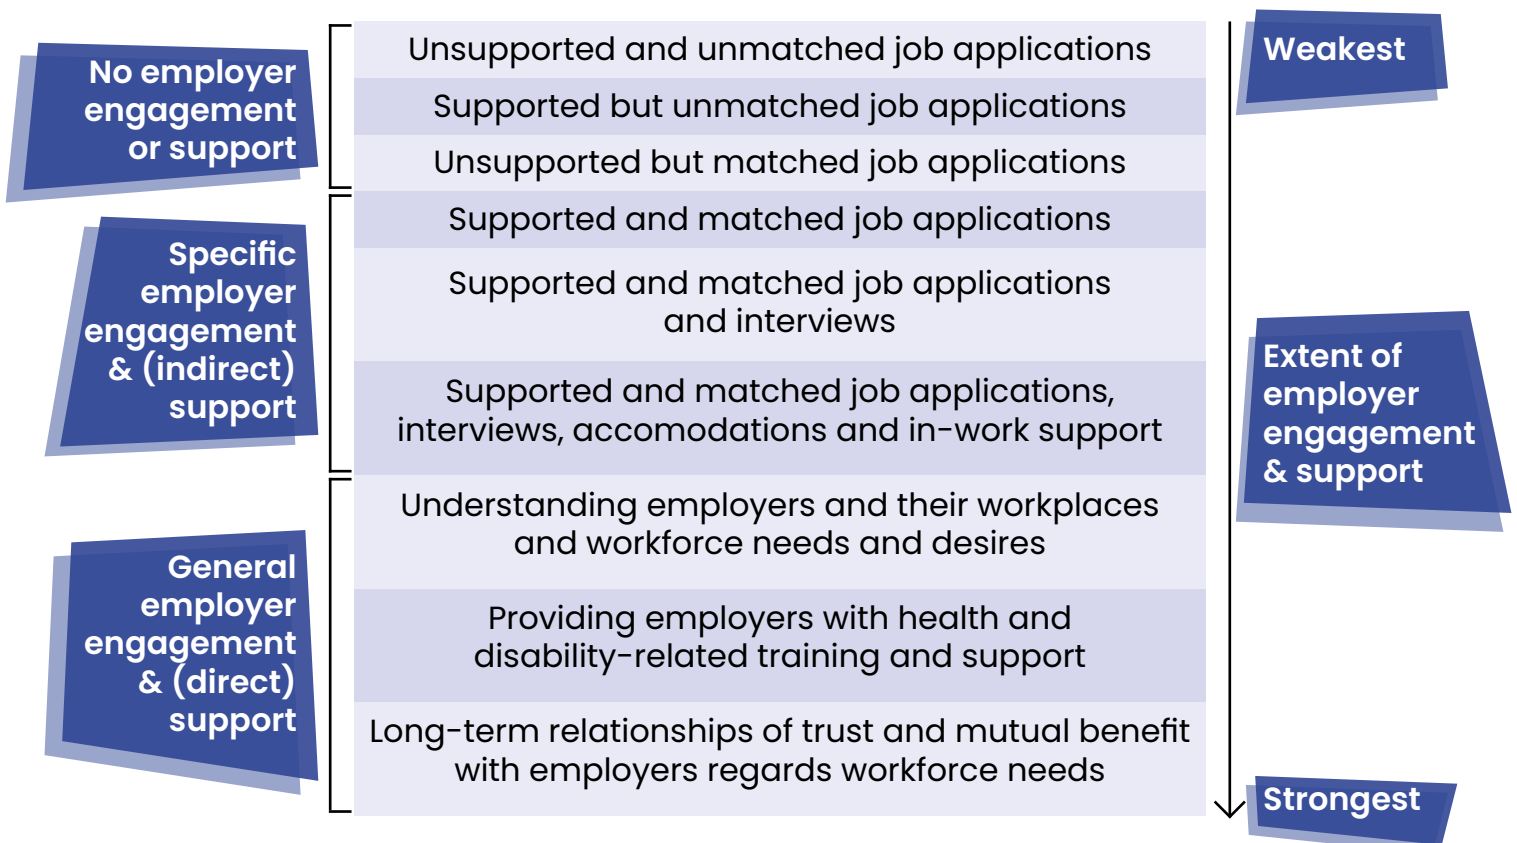 No employer
engagement
or support
Specific
employer
engagement
& (indirect)
support
General
employer
engagement
& (direct)
support
Unsupported and unmatched job applications
Supported but unmatched job applications
Unsupported but matched job applications
Supported and matched job applications
Supported and matched job applications
and interviews
Supported and matched job applications,
interviews, accomodations and in-work support
Understanding employers and their workplaces
and workforce needs and desires
Providing employers with health and
disability-related training and support
Long-term relationships of trust and mutual benefit
with employers regards workforce needs
Weakest
Extent of
employer
engagement
& support
Strongest